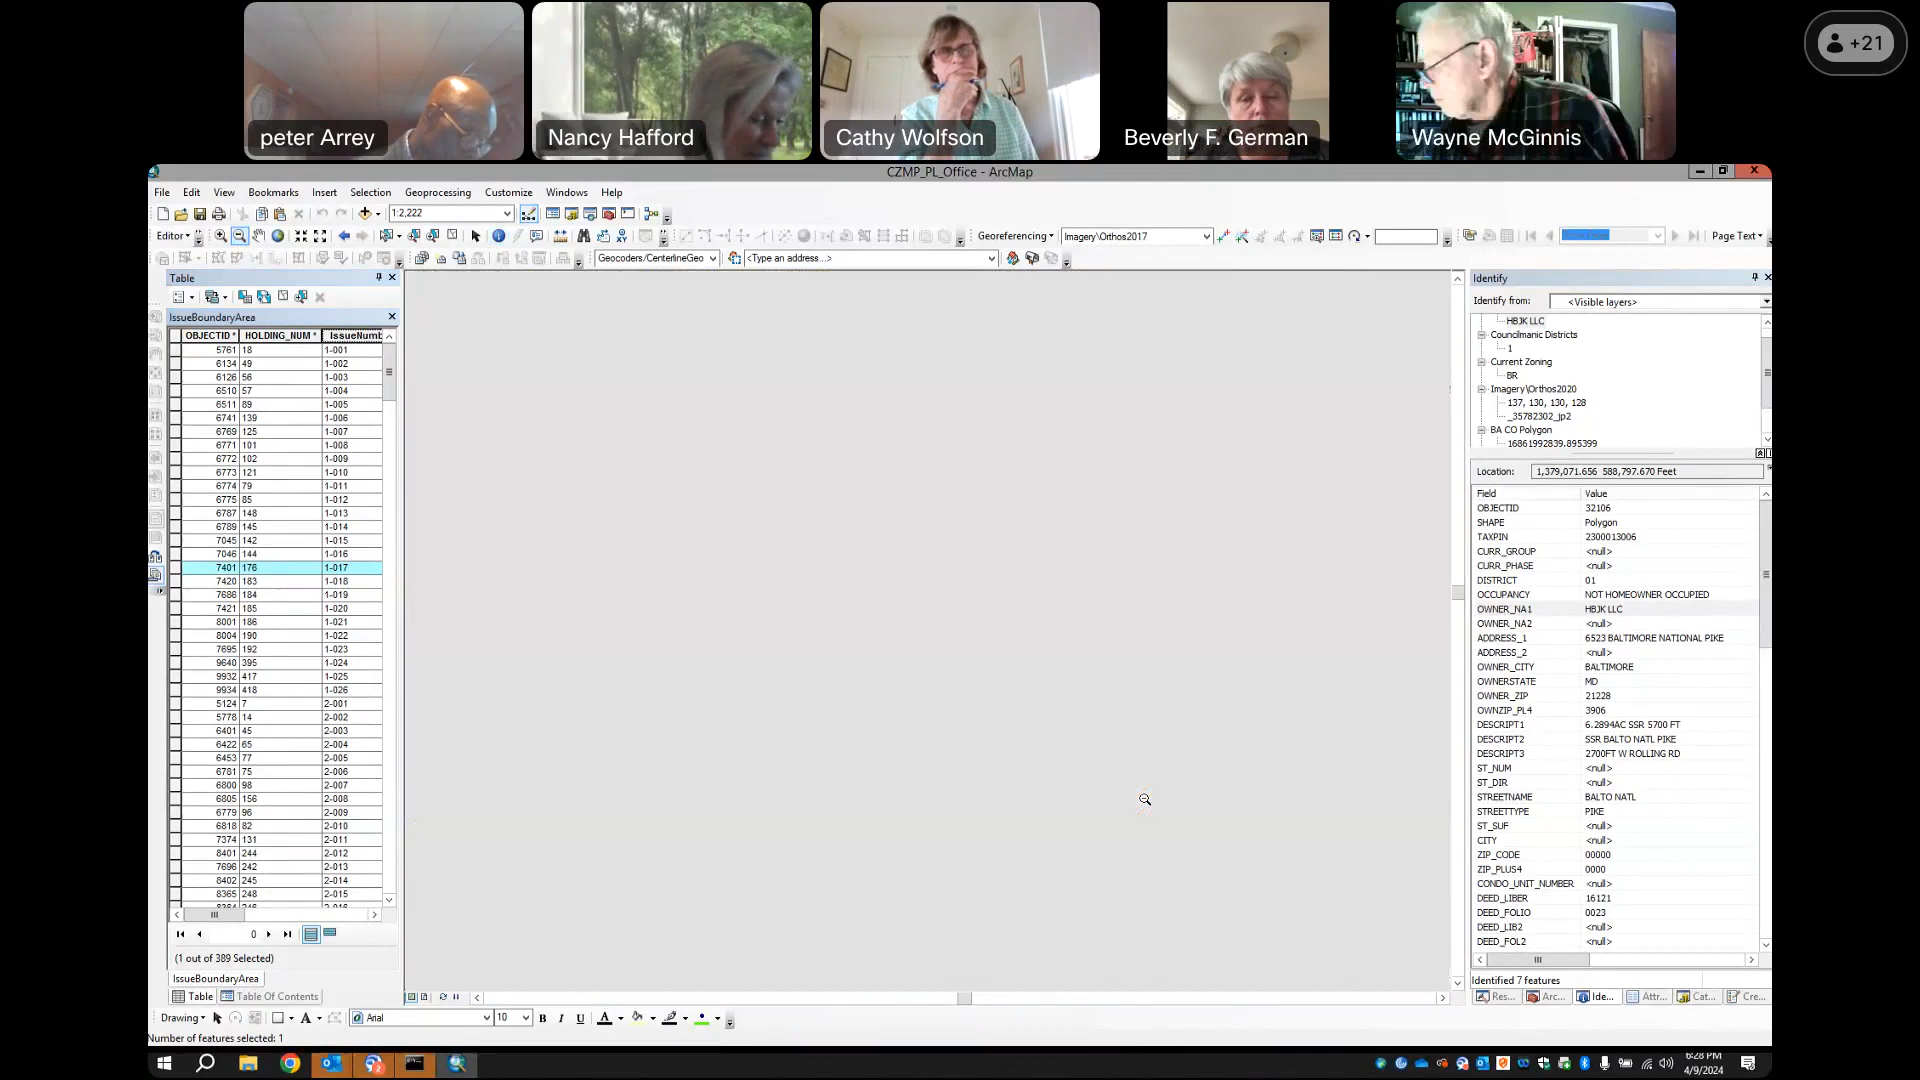 peter Arrey
Nancy Hafford
Cathy Wolfson
Beverly F. German
Wayne McGinnis
+21
CZMP_PL_Office - ArcMap
File Edit View Bookmarks Insert Selection Geoprocessing Customize Windows Help
1:2,222
Editor Georeferencing Imagery\Orthos2017 Page Text
Geocoders/CenterlineGeo <Type an address...>
Table
IssueBoundaryArea
OBJECTID * HOLDING_NUM * IssueNumb
5761 18 1-001
6134 49 1-002
6126 56 1-003
6510 57 1-004
6511 89 1-005
6741 139 1-006
6769 125 1-007
6771 101 1-008
6772 102 1-009
6773 121 1-010
6774 79 1-011
6775 85 1-012
6787 148 1-013
6789 145 1-014
7045 142 1-015
7046 144 1-016
7401 176 1-017
7420 183 1-018
7686 184 1-019
7421 185 1-020
8001 186 1-021
8004 190 1-022
7695 192 1-023
9640 395 1-024
9932 417 1-025
9934 418 1-026
5124 7 2-001
5778 14 2-002
6401 45 2-003
6422 65 2-004
6453 77 2-005
6781 75 2-006
6800 98 2-007
6805 156 2-008
6779 96 2-009
6818 82 2-010
7374 131 2-011
8401 244 2-012
7696 242 2-013
8402 245 2-014
8365 248 2-015
0
(1 out of 389 Selected)
IssueBoundaryArea
Table Table Of Contents
Drawing Arial 10 B I U A
Number of features selected: 1
Identify
Identify from: <Visible layers>
HBJK LLC
Councilmanic Districts
1
Current Zoning
BR
Imagery\Orthos2020
137, 130, 130, 128
_35782302_jp2
BA CO Polygon
16861992839.895399
Location: 1,379,071.656 588,797.670 Feet
Field Value
OBJECTID 32106
SHAPE Polygon
TAXPIN 2300013006
CURR_GROUP <null>
CURR_PHASE <null>
DISTRICT 01
OCCUPANCY NOT HOMEOWNER OCCUPIED
OWNER_NA1 HBJK LLC
OWNER_NA2 <null>
ADDRESS_1 6523 BALTIMORE NATIONAL PIKE
ADDRESS_2 <null>
OWNER_CITY BALTIMORE
OWNERSTATE MD
OWNER_ZIP 21228
OWNZIP_PL4 3906
DESCRIPT1 6.2894AC SSR 5700 FT
DESCRIPT2 SSR BALTO NATL PIKE
DESCRIPT3 2700FT W ROLLING RD
ST_NUM <null>
ST_DIR <null>
STREETNAME BALTO NATL
STREETTYPE PIKE
ST_SUF <null>
CITY <null>
ZIP_CODE 00000
ZIP_PLUS4 0000
CONDO_UNIT_NUMBER <null>
DEED_LIBER 16121
DEED_FOLIO 0023
DEED_LIB2 <null>
DEED_FOL2 <null>
Identified 7 features
Res... Arc... Ide... Attr... Cat... Cre...
6:28 PM
4/9/2024